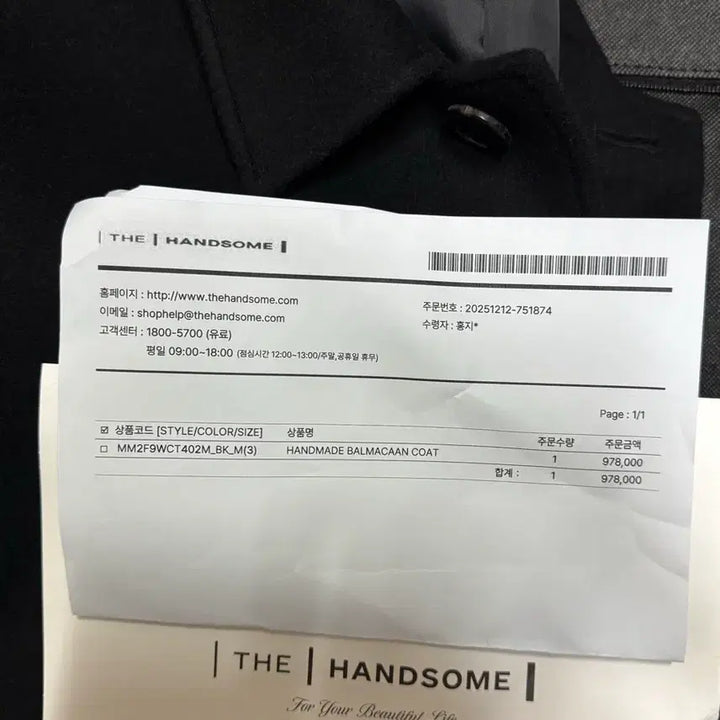 | THE | HANDSOME |
홈페이지 : http://www.thehandsome.com
이메일 : shophelp@thehandsome.com
고객센터 : 1800-5700 (유료)
평일 09:00~18:00 (점심시간 12:00~13:00/주말,공휴일 휴무)
주문번호 : 20251212-751874
수령자 : 홍지*
Page : 1/1
☑ 상품코드 [STYLE/COLOR/SIZE] 상품명 주문수량 주문금액
☐ MM2F9WCT402M_BK_M(3) HANDMADE BALMACAAN COAT 1 978,000
합계 : 1 978,000
| THE | HANDSOME |
For Your Beautiful Life